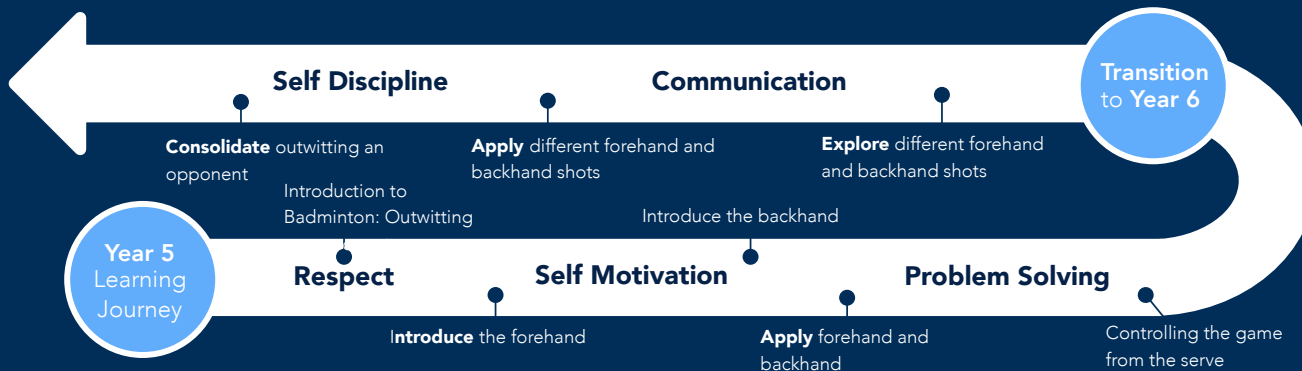 Self Discipline
Communication
Transition
to Year 6
Consolidate outwitting an
opponent
Apply different forehand and
backhand shots
Explore different forehand
and backhand shots
Introduction to
Badminton: Outwitting
Introduce the backhand
Year 5
Learning
Journey
Respect
Self Motivation
Problem Solving
Introduce the forehand
Apply forehand and
backhand
Controlling the game
from the serve